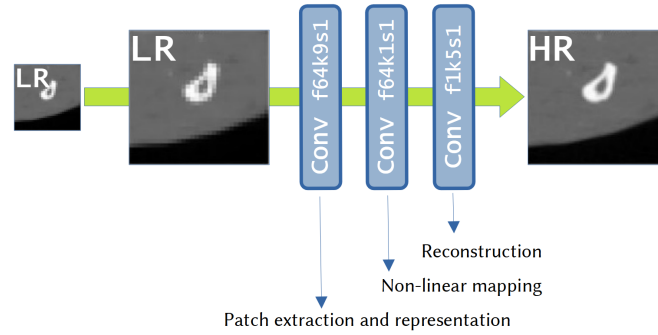 LR
LR
Conv f64k9s1
Conv f64k1s1
Conv f1k5s1
HR
Reconstruction
Non-linear mapping
Patch extraction and representation